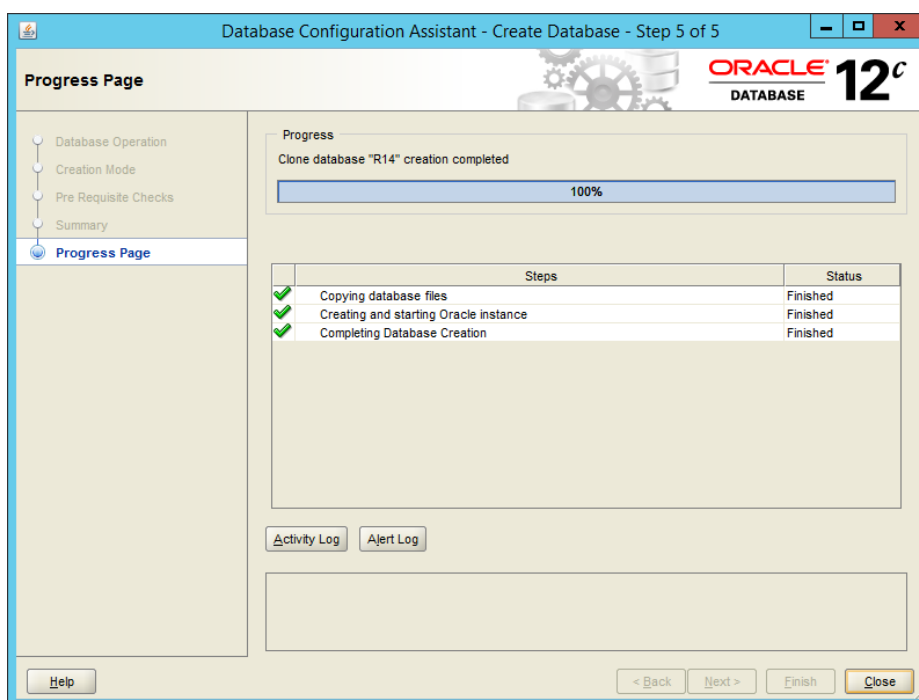 Database Configuration Assistant - Create Database - Step 5 of 5
Progress Page
ORACLE 12c
DATABASE
Database Operation
Creation Mode
Pre Requisite Checks
Summary
Progress Page
Progress
Clone database "R14" creation completed
100%
Steps Status
Copying database files Finished
Creating and starting Oracle instance Finished
Completing Database Creation Finished
Activity Log Alert Log
Help < Back Next > Finish Close